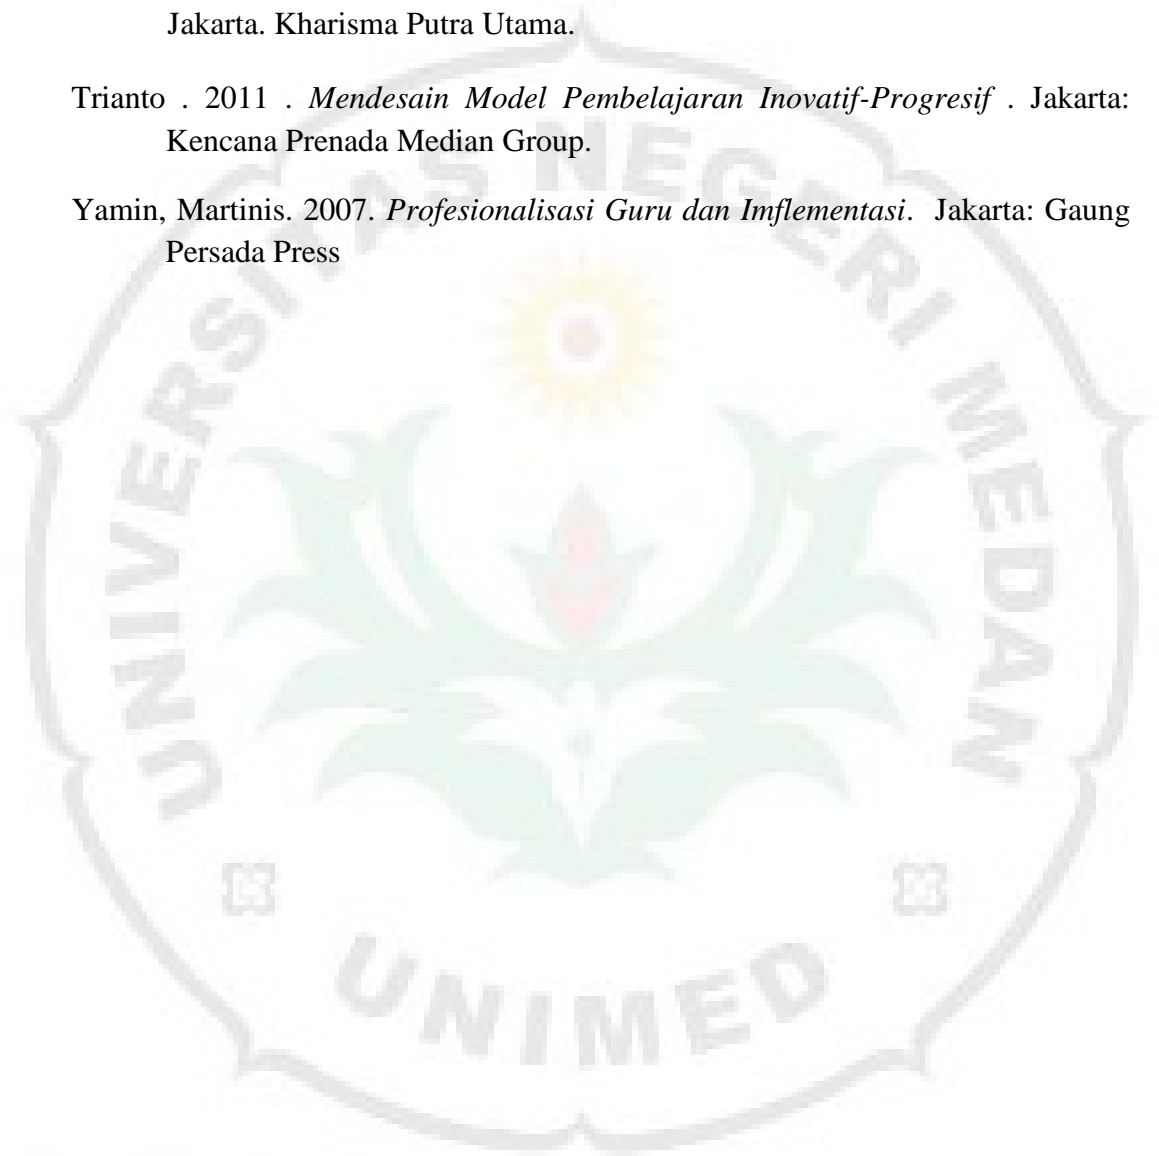 Jakarta. Kharisma Putra Utama.
Trianto . 2011 . Mendesain Model Pembelajaran Inovatif-Progresif . Jakarta:
Kencana Prenada Median Group.
Yamin, Martinis. 2007. Profesionalisasi Guru dan Imflementasi. Jakarta: Gaung
Persada Press
UNIVERSITAS NEGERI MEDAN
UNIMED